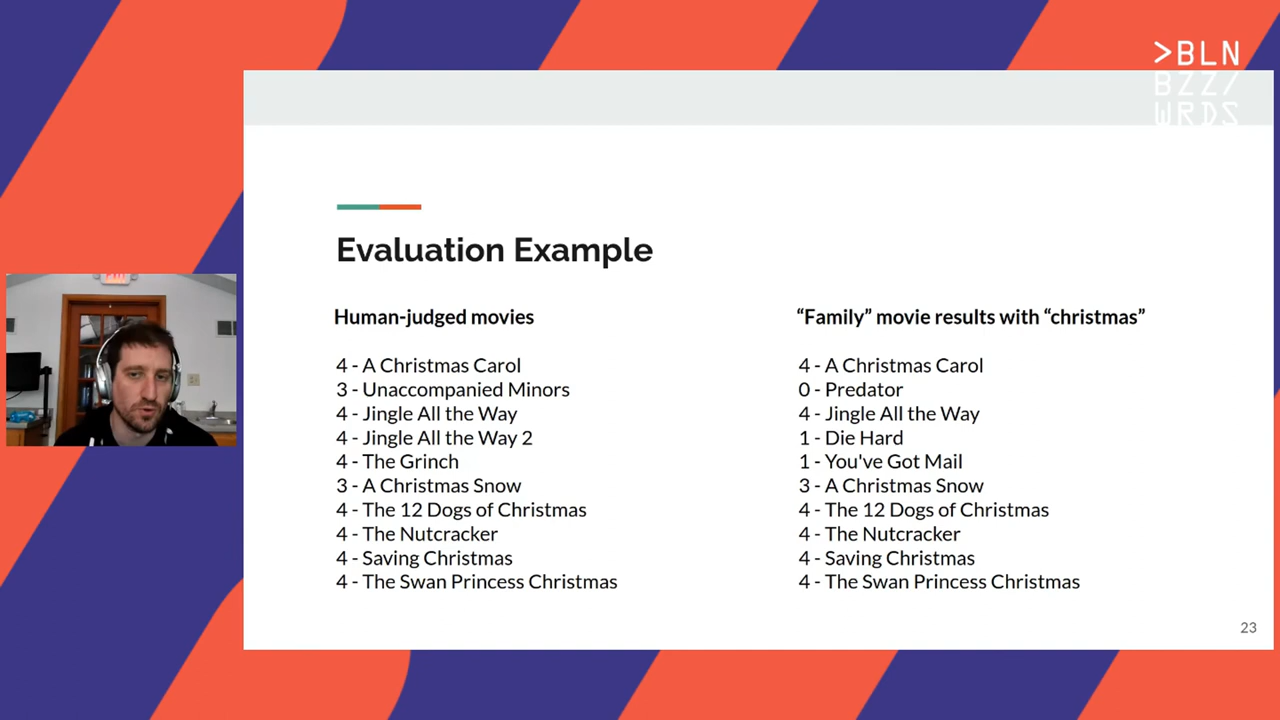 >BLN
BZZ/
WRDS
Evaluation Example
Human-judged movies
4 - A Christmas Carol
3 - Unaccompanied Minors
4 - Jingle All the Way
4 - Jingle All the Way 2
4 - The Grinch
3 - A Christmas Snow
4 - The 12 Dogs of Christmas
4 - The Nutcracker
4 - Saving Christmas
4 - The Swan Princess Christmas
“Family” movie results with “christmas”
4 - A Christmas Carol
0 - Predator
4 - Jingle All the Way
1 - Die Hard
1 - You've Got Mail
3 - A Christmas Snow
4 - The 12 Dogs of Christmas
4 - The Nutcracker
4 - Saving Christmas
4 - The Swan Princess Christmas
23